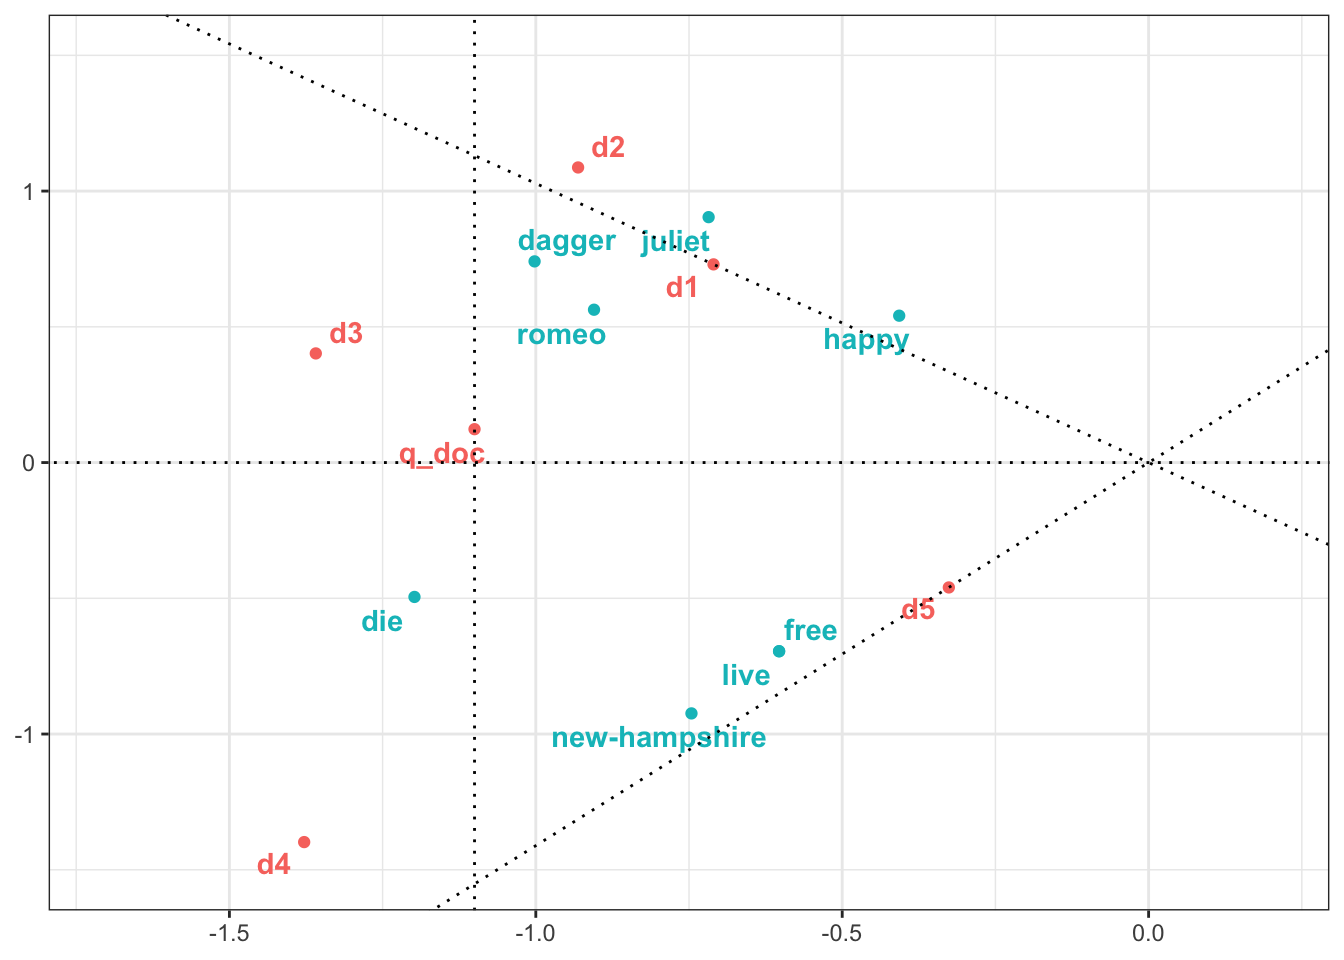 d2
1
dagger
juliet
d1
romeo
happy
d3
q_doc
0
die
d5
free
live
new-hampshire
-1
d4
-1.5
-1.0
-0.5
0.0